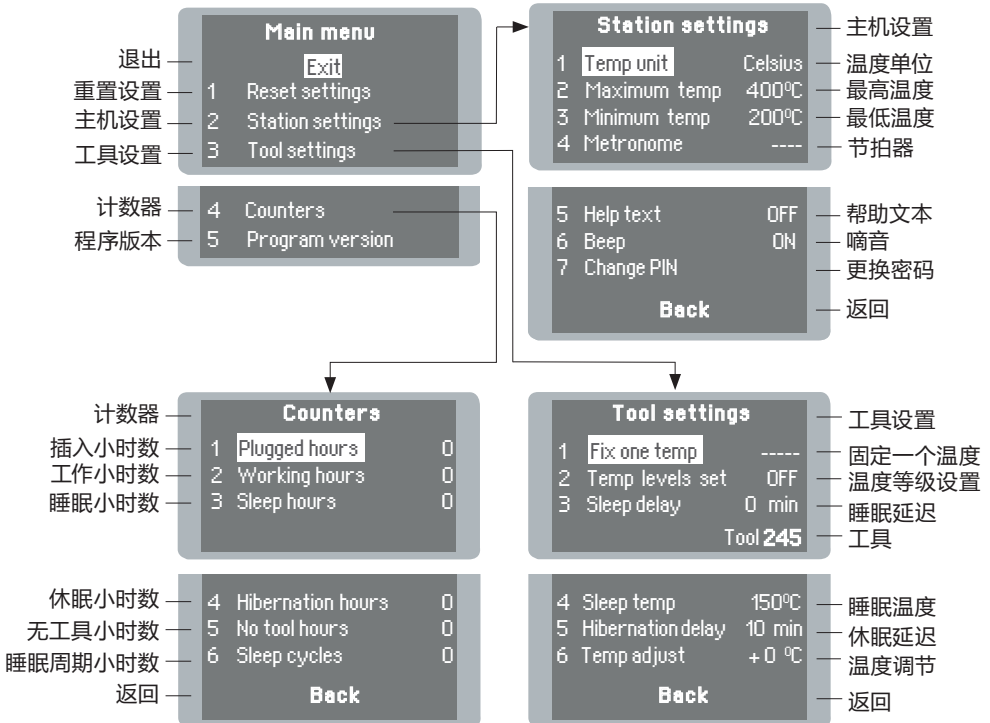 Main menu
退出 Exit
重置设置 1 Reset settings
主机设置 2 Station settings
工具设置 3 Tool settings
计数器 4 Counters
程序版本 5 Program version
Station settings 主机设置
1 Temp unit Celsius 温度单位
2 Maximum temp 400ºC 最高温度
3 Minimum temp 200ºC 最低温度
4 Metronome ---- 节拍器
5 Help text OFF 帮助文本
6 Beep ON 嘀音
7 Change PIN 更换密码
Back 返回
计数器 Counters
插入小时数 1 Plugged hours 0
工作小时数 2 Working hours 0
睡眠小时数 3 Sleep hours 0
休眠小时数 4 Hibernation hours 0
无工具小时数 5 No tool hours 0
睡眠周期小时数 6 Sleep cycles 0
返回 Back
Tool settings 工具设置
1 Fix one temp ----- 固定一个温度
2 Temp levels set OFF 温度等级设置
3 Sleep delay 0 min 睡眠延迟
Tool 245 工具
4 Sleep temp 150ºC 睡眠温度
5 Hibernation delay 10 min 休眠延迟
6 Temp adjust +0 ºC 温度调节
Back 返回